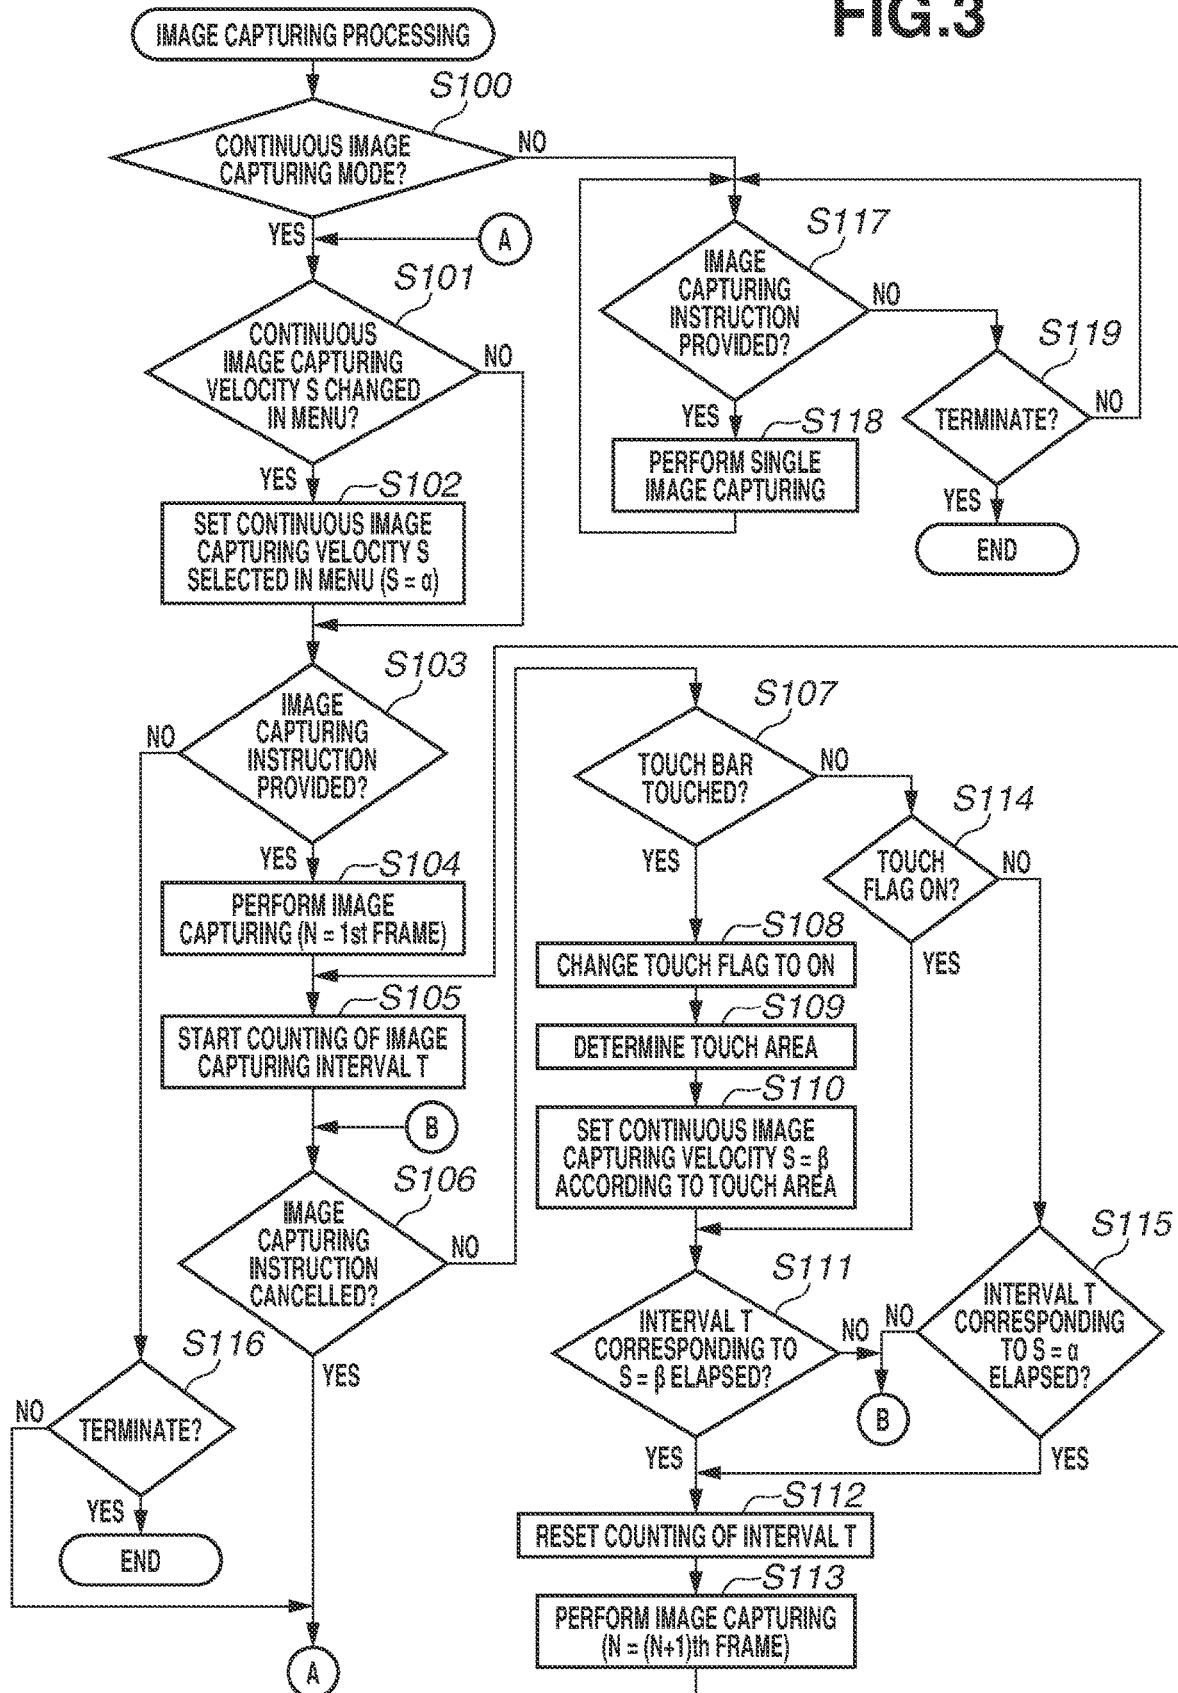 FIG.3
IMAGE CAPTURING PROCESSING
S100
CONTINUOUS IMAGE
CAPTURING MODE?
NO
YES
A
S101
CONTINUOUS
IMAGE CAPTURING
VELOCITY S CHANGED
IN MENU?
NO
YES
S102
SET CONTINUOUS IMAGE
CAPTURING VELOCITY S
SELECTED IN MENU (S = α)
S117
IMAGE
CAPTURING
INSTRUCTION
PROVIDED?
NO
YES
S118
PERFORM SINGLE
IMAGE CAPTURING
S119
TERMINATE?
NO
YES
END
S103
IMAGE
CAPTURING
INSTRUCTION
PROVIDED?
NO
YES
S104
PERFORM IMAGE
CAPTURING (N = 1st FRAME)
S105
START COUNTING OF IMAGE
CAPTURING INTERVAL T
B
S106
IMAGE
CAPTURING
INSTRUCTION
CANCELLED?
NO
YES
S116
TERMINATE?
NO
YES
END
A
S107
TOUCH BAR
TOUCHED?
NO
YES
S114
TOUCH
FLAG ON?
NO
YES
S108
CHANGE TOUCH FLAG TO ON
S109
DETERMINE TOUCH AREA
S110
SET CONTINUOUS IMAGE
CAPTURING VELOCITY S = β
ACCORDING TO TOUCH AREA
S111
INTERVAL T
CORRESPONDING TO
S = β ELAPSED?
NO
YES
S115
INTERVAL T
CORRESPONDING
TO S = α
ELAPSED?
NO
YES
B
S112
RESET COUNTING OF INTERVAL T
S113
PERFORM IMAGE CAPTURING
(N = (N+1)th FRAME)